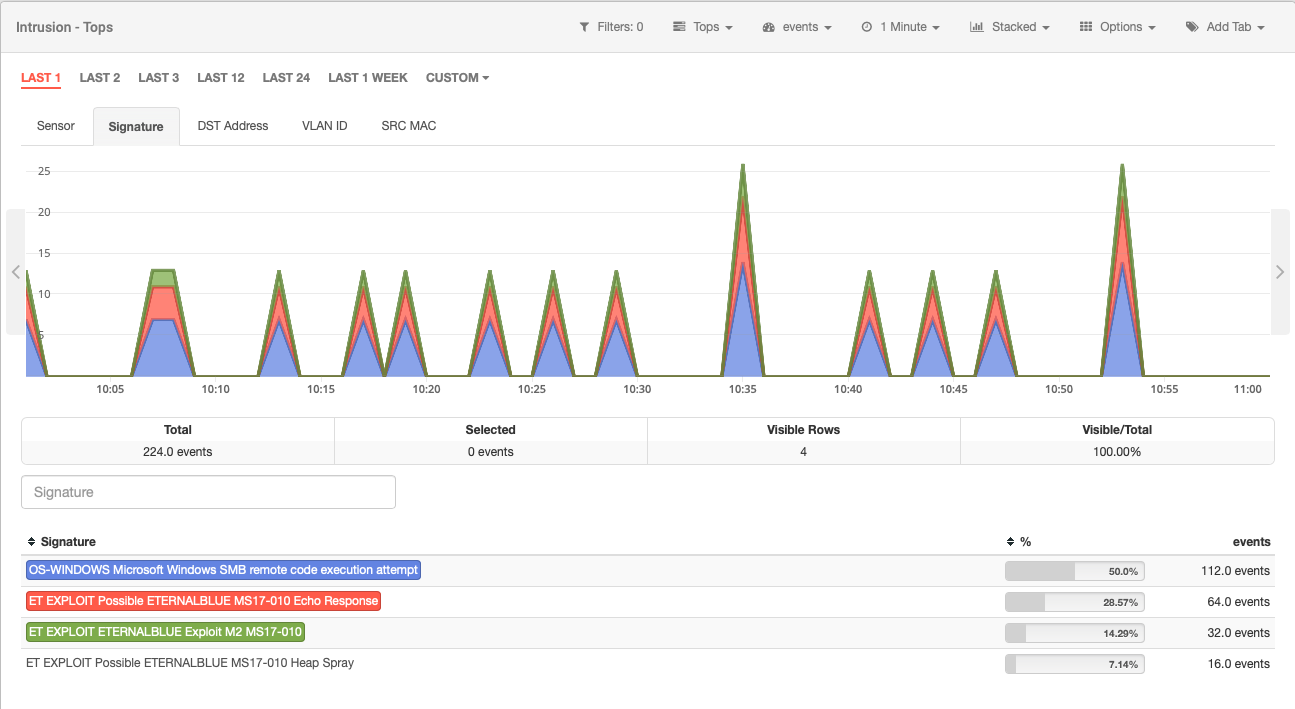 Intrusion - Tops Filters: 0 Tops events 1 Minute Stacked Options Add Tab
LAST 1 LAST 2 LAST 3 LAST 12 LAST 24 LAST 1 WEEK CUSTOM
Sensor Signature DST Address VLAN ID SRC MAC
25
20
15
10
5
10:05 10:10 10:15 10:20 10:25 10:30 10:35 10:40 10:45 10:50 10:55 11:00
Total Selected Visible Rows Visible/Total
224.0 events 0 events 4 100.00%
Signature
Signature % events
OS-WINDOWS Microsoft Windows SMB remote code execution attempt 50.0% 112.0 events
ET EXPLOIT Possible ETERNALBLUE MS17-010 Echo Response 28.57% 64.0 events
ET EXPLOIT ETERNALBLUE Exploit M2 MS17-010 14.29% 32.0 events
ET EXPLOIT Possible ETERNALBLUE MS17-010 Heap Spray 7.14% 16.0 events